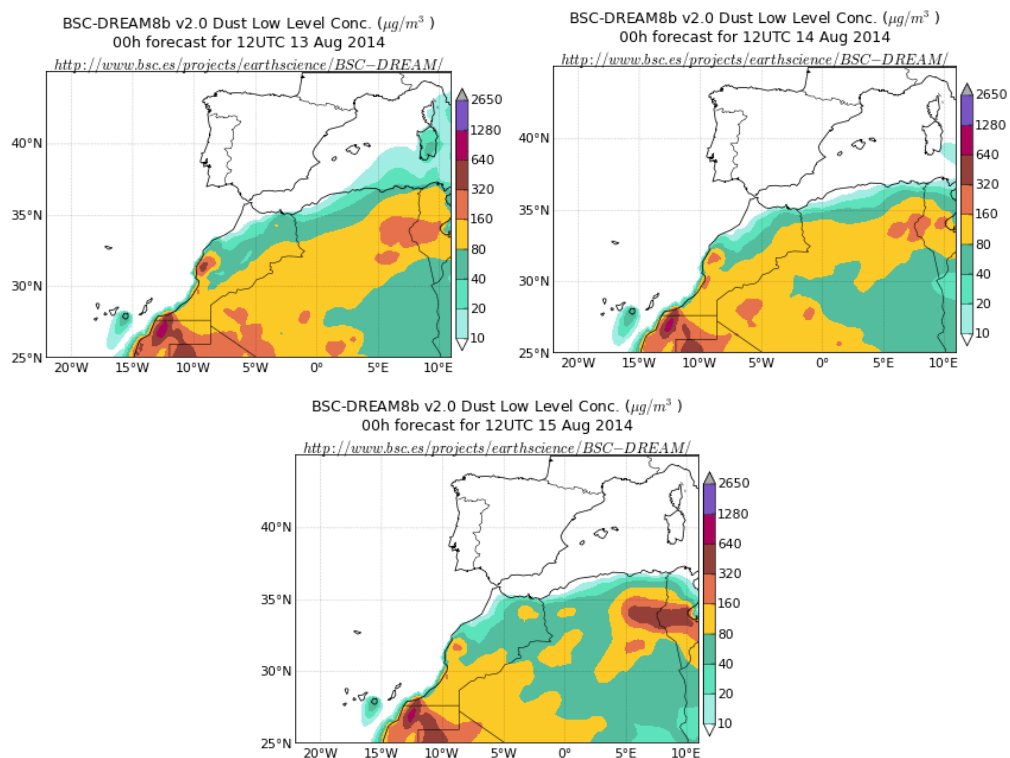 BSC-DREAM8b v2.0 Dust Low Level Conc. (μg/m³ )
00h forecast for 12UTC 13 Aug 2014
http://www.bsc.es/projects/earthscience/BSC−DREAM/
40°N
35°N
30°N
25°N
20°W
15°W
10°W
5°W
0°
5°E
10°E
2650
1280
640
320
160
80
40
20
10
BSC-DREAM8b v2.0 Dust Low Level Conc. (μg/m³ )
00h forecast for 12UTC 14 Aug 2014
http://www.bsc.es/projects/earthscience/BSC−DREAM/
40°N
35°N
30°N
25°N
20°W
15°W
10°W
5°W
0°
5°E
10°E
2650
1280
640
320
160
80
40
20
10
BSC-DREAM8b v2.0 Dust Low Level Conc. (μg/m³ )
00h forecast for 12UTC 15 Aug 2014
http://www.bsc.es/projects/earthscience/BSC−DREAM/
40°N
35°N
30°N
25°N
20°W
15°W
10°W
5°W
0°
5°E
10°E
2650
1280
640
320
160
80
40
20
10